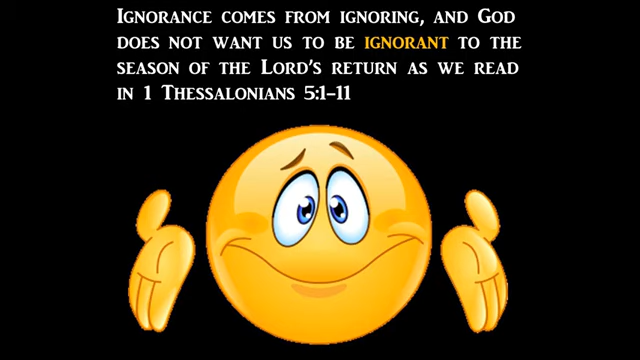 Ignorance comes from ignoring, and God
does not want us to be ignorant to the
season of the Lord's return as we read
in 1 Thessalonians 5:1–11